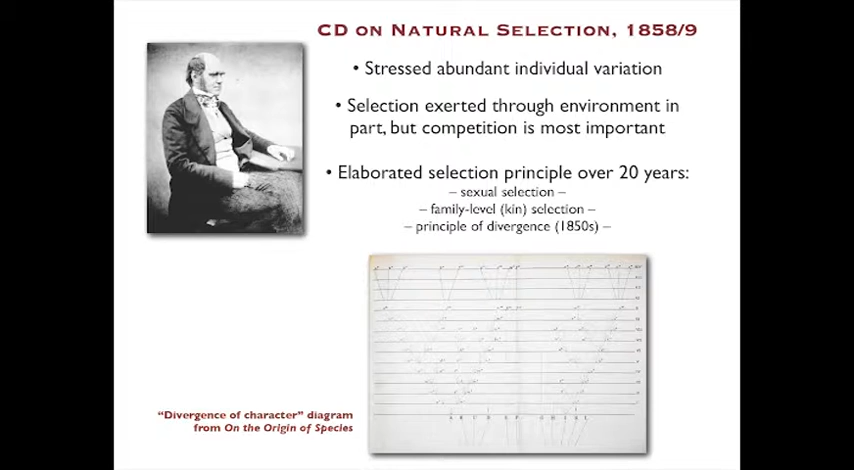 CD on Natural Selection, 1858/9
• Stressed abundant individual variation
• Selection exerted through environment in
part, but competition is most important
• Elaborated selection principle over 20 years:
– sexual selection –
– family-level (kin) selection –
– principle of divergence (1850s) –
"Divergence of character" diagram
from On the Origin of Species